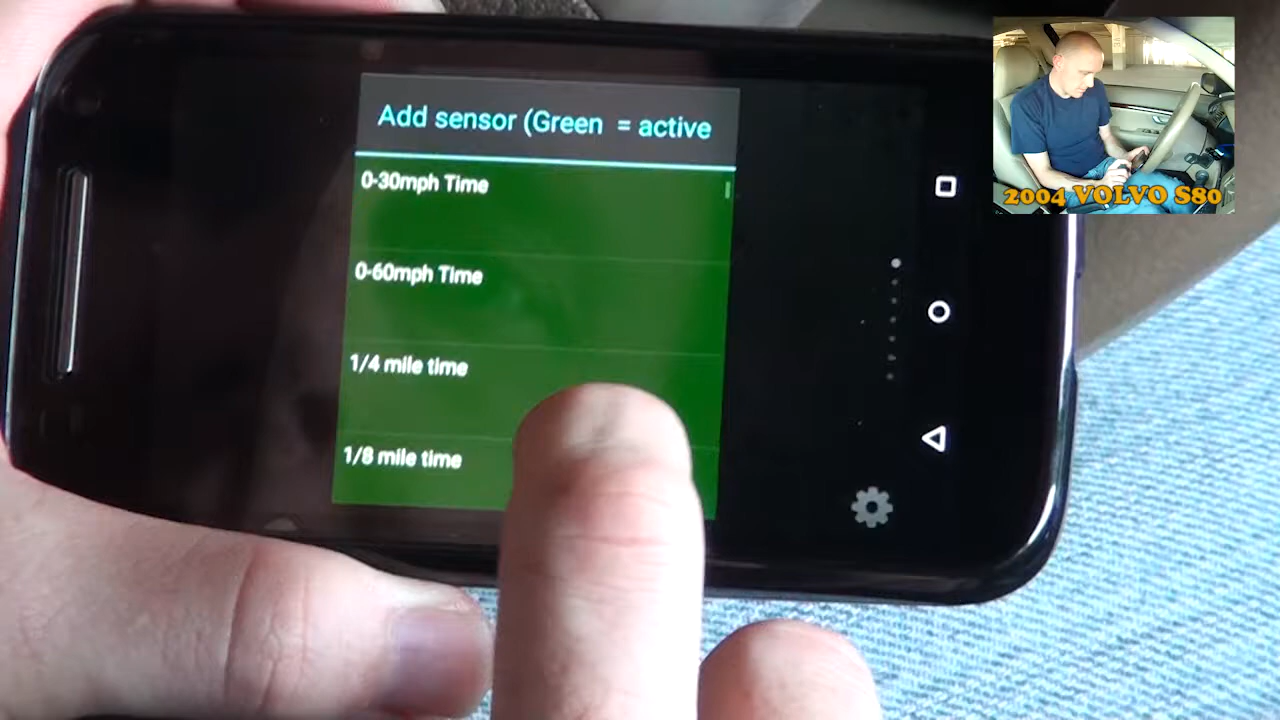 Add sensor (Green = active
0-30mph Time
0-60mph Time
1/4 mile time
1/8 mile time
2004 VOLVO S80